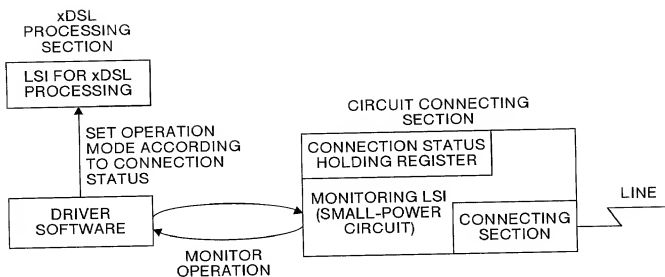 xDSL
PROCESSING
SECTION
LSI FOR xDSL
PROCESSING
SET OPERATION
MODE ACCORDING
TO CONNECTION
STATUS
DRIVER
SOFTWARE
MONITOR
OPERATION
CIRCUIT CONNECTING
SECTION
CONNECTION STATUS
HOLDING REGISTER
MONITORING LSI
(SMALL-POWER
CIRCUIT)
CONNECTING
SECTION
LINE